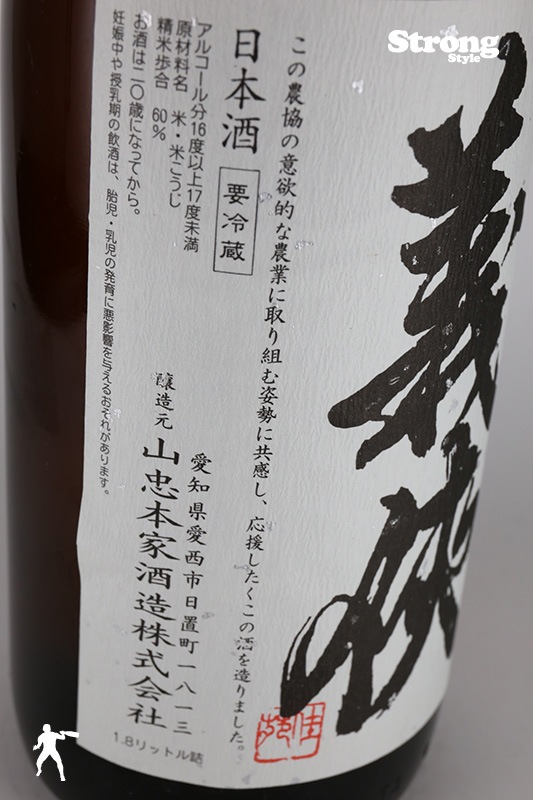 Strong
Style
義侠
この農協の意欲的な農業に取り組む姿勢に共感し、応援したくこの酒を造りました。
日本酒
要冷蔵
アルコール分16度以上17度未満
原材料名 米・米こうじ
精米歩合 60%
お酒は二〇歳になってから。
妊娠中や授乳期の飲酒は、胎児・乳児の発育に悪影響を与えるおそれがあります。
愛知県愛西市日置町一八一三
醸造元 山忠本家酒造株式会社
1.8リットル詰